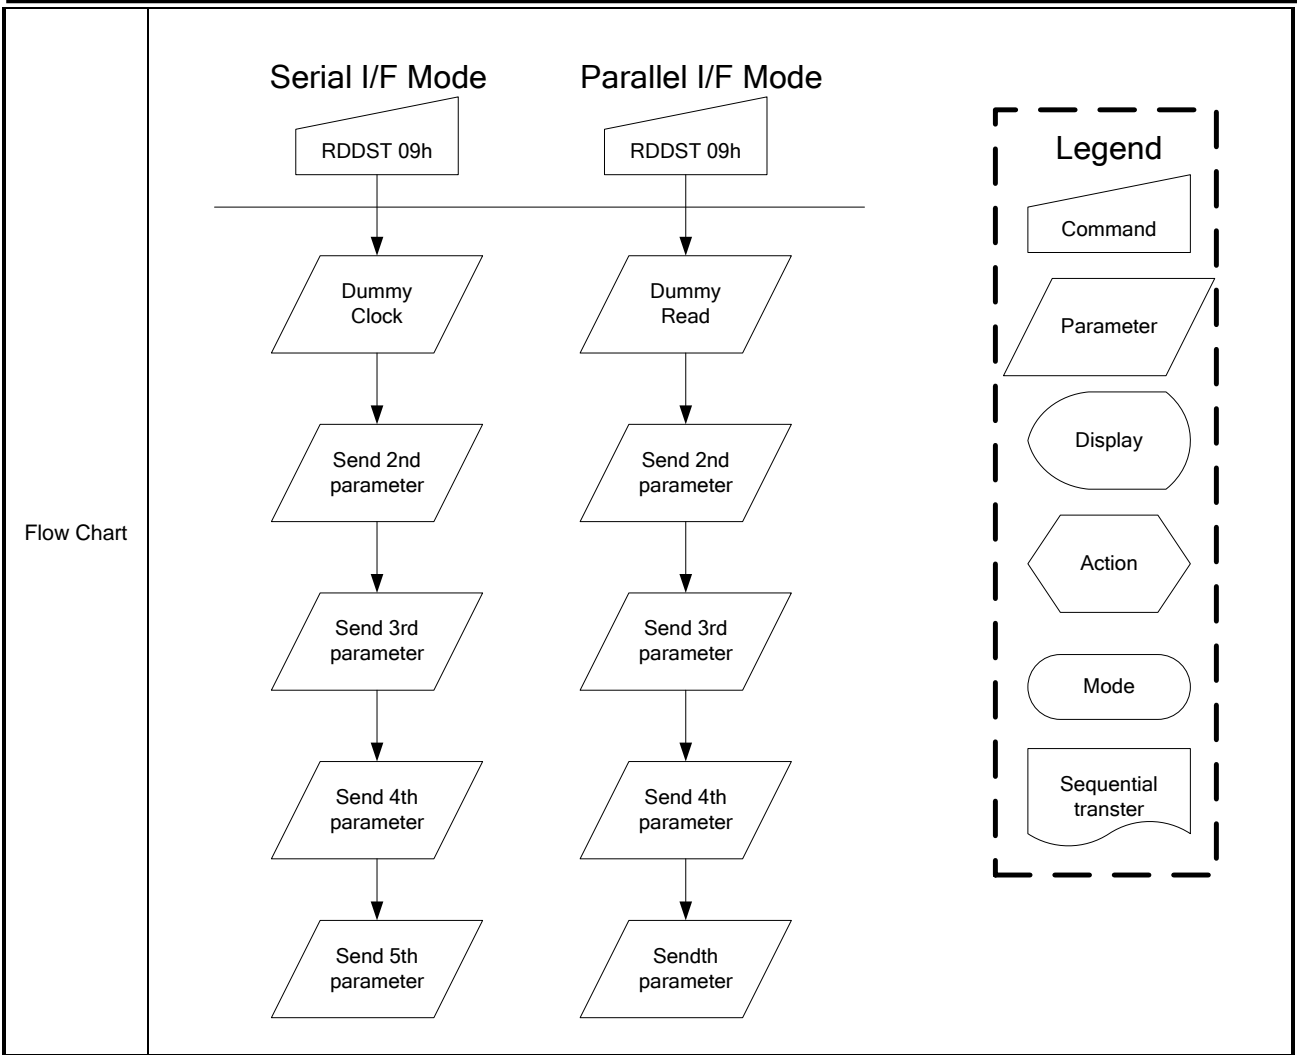 Flow Chart
Serial I/F Mode
RDDST 09h
Dummy
Clock
Send 2nd
parameter
Send 3rd
parameter
Send 4th
parameter
Send 5th
parameter
Parallel I/F Mode
RDDST 09h
Dummy
Read
Send 2nd
parameter
Send 3rd
parameter
Send 4th
parameter
Sendth
parameter
Legend
Command
Parameter
Display
Action
Mode
Sequential
transter